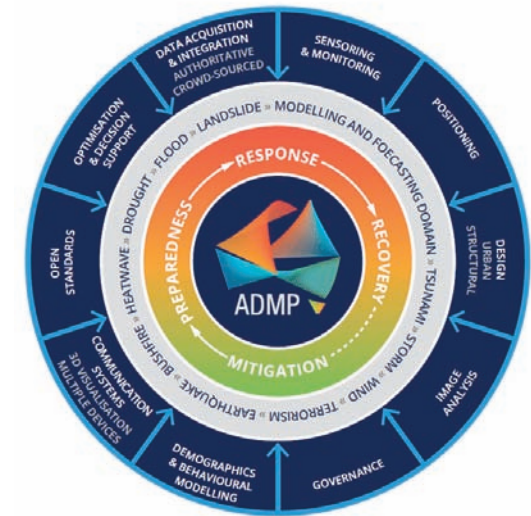 DATA ACQUISITION
& INTEGRATION
AUTHORITATIVE
CROWD-SOURCED
SENSORING
& MONITORING
POSITIONING
DESIGN
URBAN
STRUCTURAL
IMAGE
ANALYSIS
GOVERNANCE
DEMOGRAPHICS
& BEHAVIOURAL
MODELLING
COMMUNICATION
SYSTEMS
3D VISUALISATION
MULTIPLE DEVICES
OPEN
STANDARDS
OPTIMISATION
& DECISION
SUPPORT
MODELLING AND FOECASTING DOMAIN » TSUNAMI » STORM » WIND » TERRORISM » EARTHQUAKE » BUSHFIRE » HEATWAVE » DROUGHT » FLOOD » LANDSLIDE »
RESPONSE
RECOVERY
MITIGATION
PREPAREDNESS
ADMP